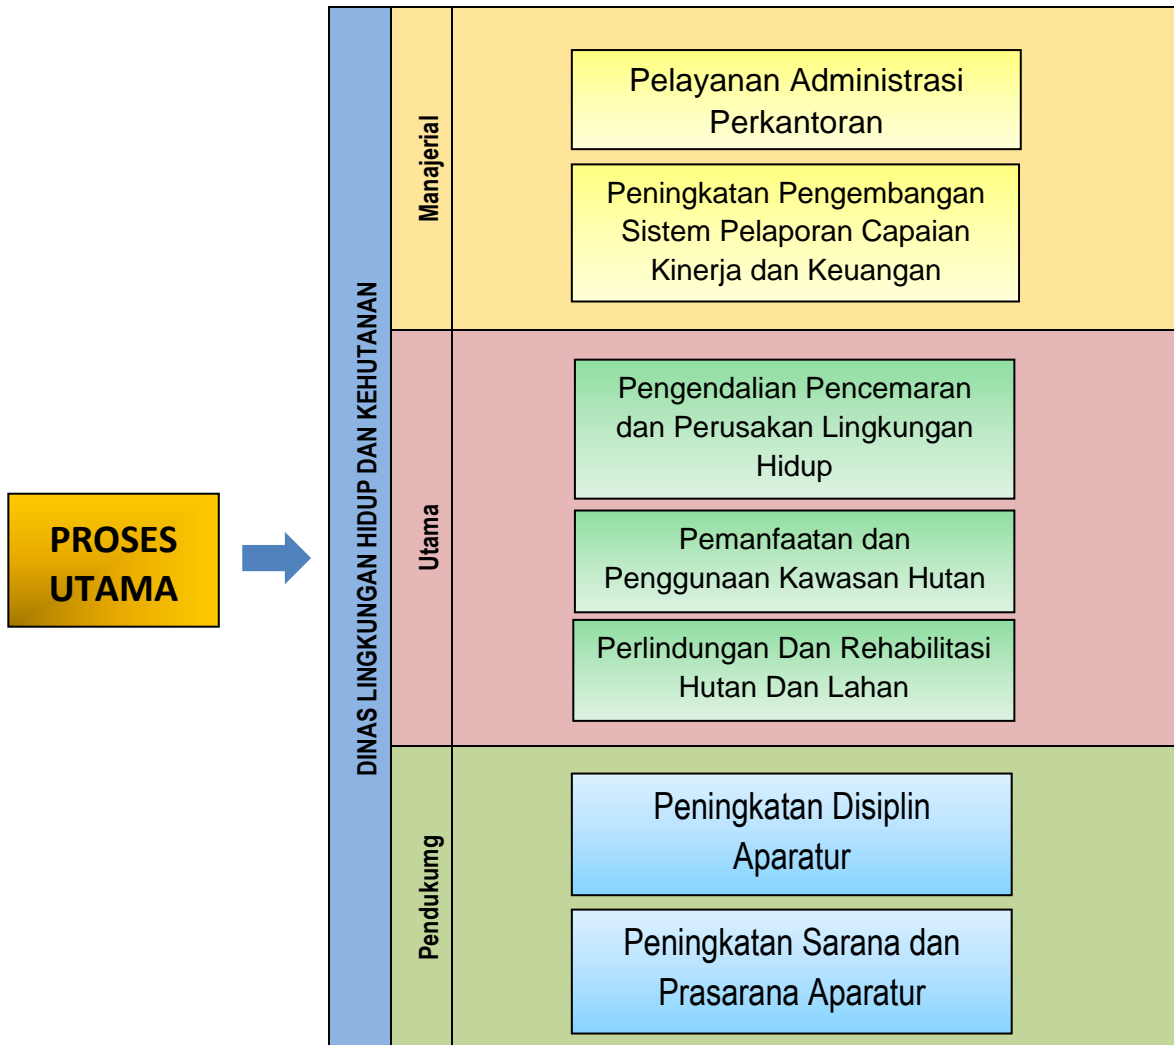 PROSES
UTAMA
DINAS LINGKUNGAN HIDUP DAN KEHUTANAN
Manajerial
Pelayanan Administrasi
Perkantoran
Peningkatan Pengembangan
Sistem Pelaporan Capaian
Kinerja dan Keuangan
Utama
Pengendalian Pencemaran
dan Perusakan Lingkungan
Hidup
Pemanfaatan dan
Penggunaan Kawasan Hutan
Perlindungan Dan Rehabilitasi
Hutan Dan Lahan
Pendukumg
Peningkatan Disiplin
Aparatur
Peningkatan Sarana dan
Prasarana Aparatur